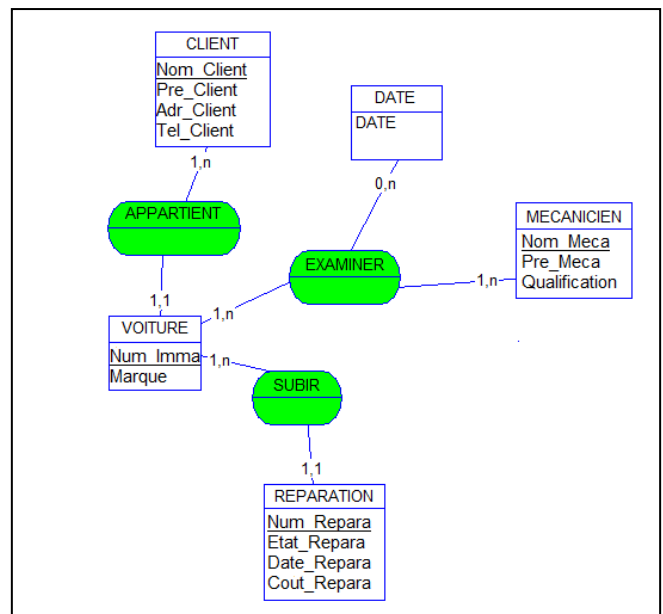 CLIENT
Nom_Client
Pre_Client
Adr_Client
Tel_Client
DATE
DATE
1,n
0,n
APPARTIENT
MECANICIEN
Nom_Meca
Pre_Meca
Qualification
EXAMINER
1,n
1,1
1,n
VOITURE
Num_Imma
Marque
1,n
SUBIR
1,1
REPARATION
Num_Repara
Etat_Repara
Date_Repara
Cout_Repara